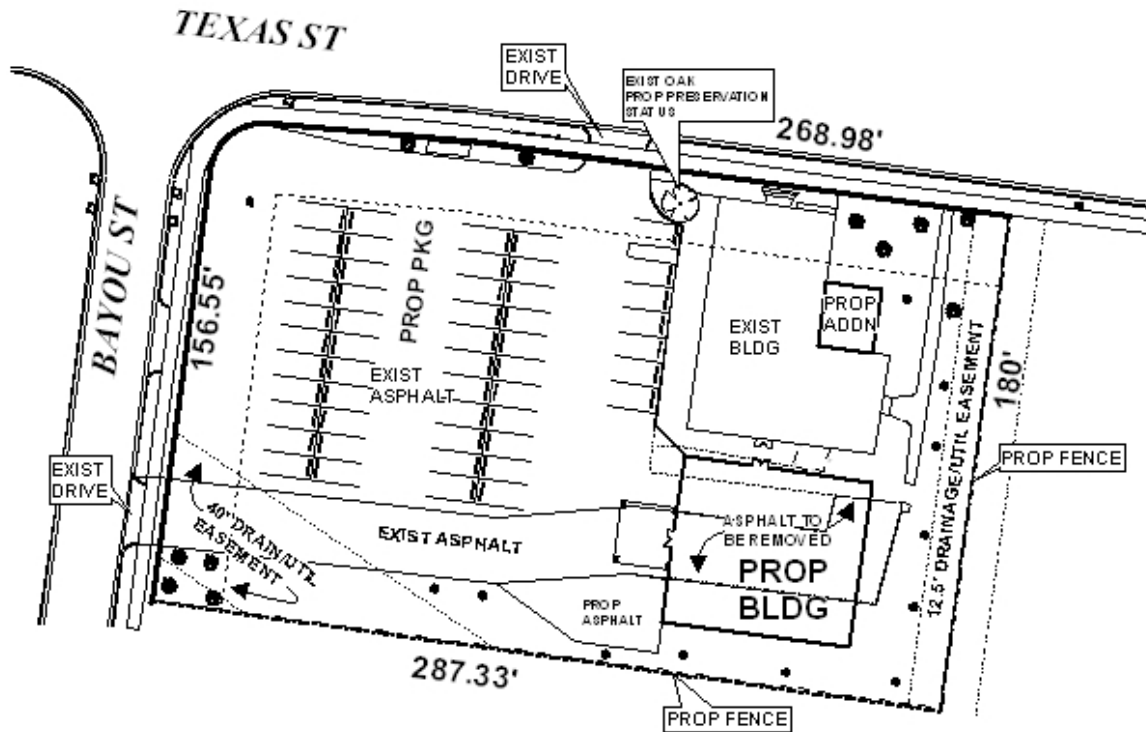 TEXAS ST
EXIST
DRIVE
EXIST OAK
PROP PRESERVATION
STATUS
268.98'
BAYOU ST
156.55'
PROP PKG
EXIST
ASPHALT
EXIST
BLDG
PROP
ADDN
12.5' DRAINAGE/UTIL EASEMENT
180'
PROP FENCE
EXIST
DRIVE
40' DRAIN/UTIL
EASEMENT
EXIST ASPHALT
ASPHALT TO
BE REMOVED
PROP
BLDG
PROP
ASPHALT
287.33'
PROP FENCE